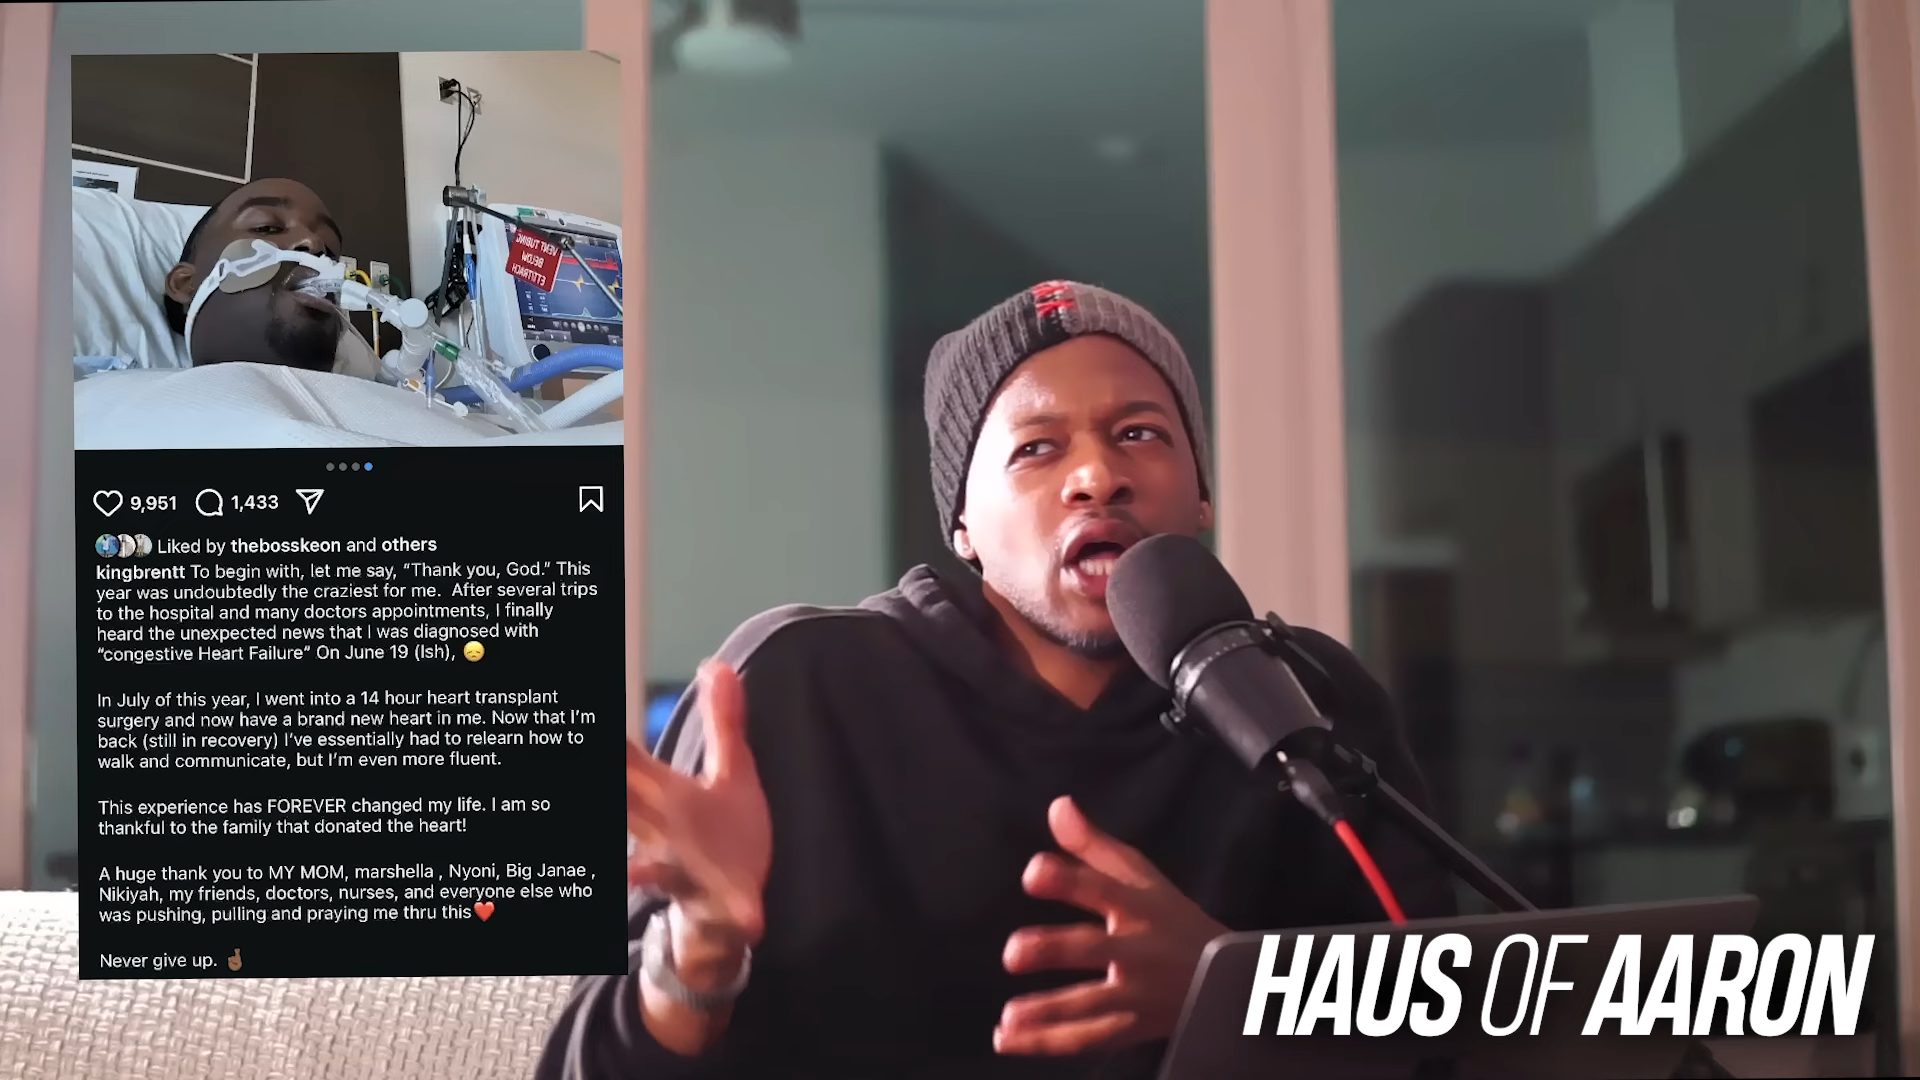 VENT TUBING
BELOW
9,951 1,433
Liked by thebosskeon and others
kingbrentt To begin with, let me say, “Thank you, God.” This
year was undoubtedly the craziest for me. After several trips
to the hospital and many doctors appointments, I finally
heard the unexpected news that I was diagnosed with
“congestive Heart Failure” On June 19 (Ish), 😞
In July of this year, I went into a 14 hour heart transplant
surgery and now have a brand new heart in me. Now that I’m
back (still in recovery) I’ve essentially had to relearn how to
walk and communicate, but I’m even more fluent.
This experience has FOREVER changed my life. I am so
thankful to the family that donated the heart!
A huge thank you to MY MOM, marshella , Nyoni, Big Janae ,
Nikiyah, my friends, doctors, nurses, and everyone else who
was pushing, pulling and praying me thru this❤️
Never give up. 🤞🏾
HAUS OF AARON